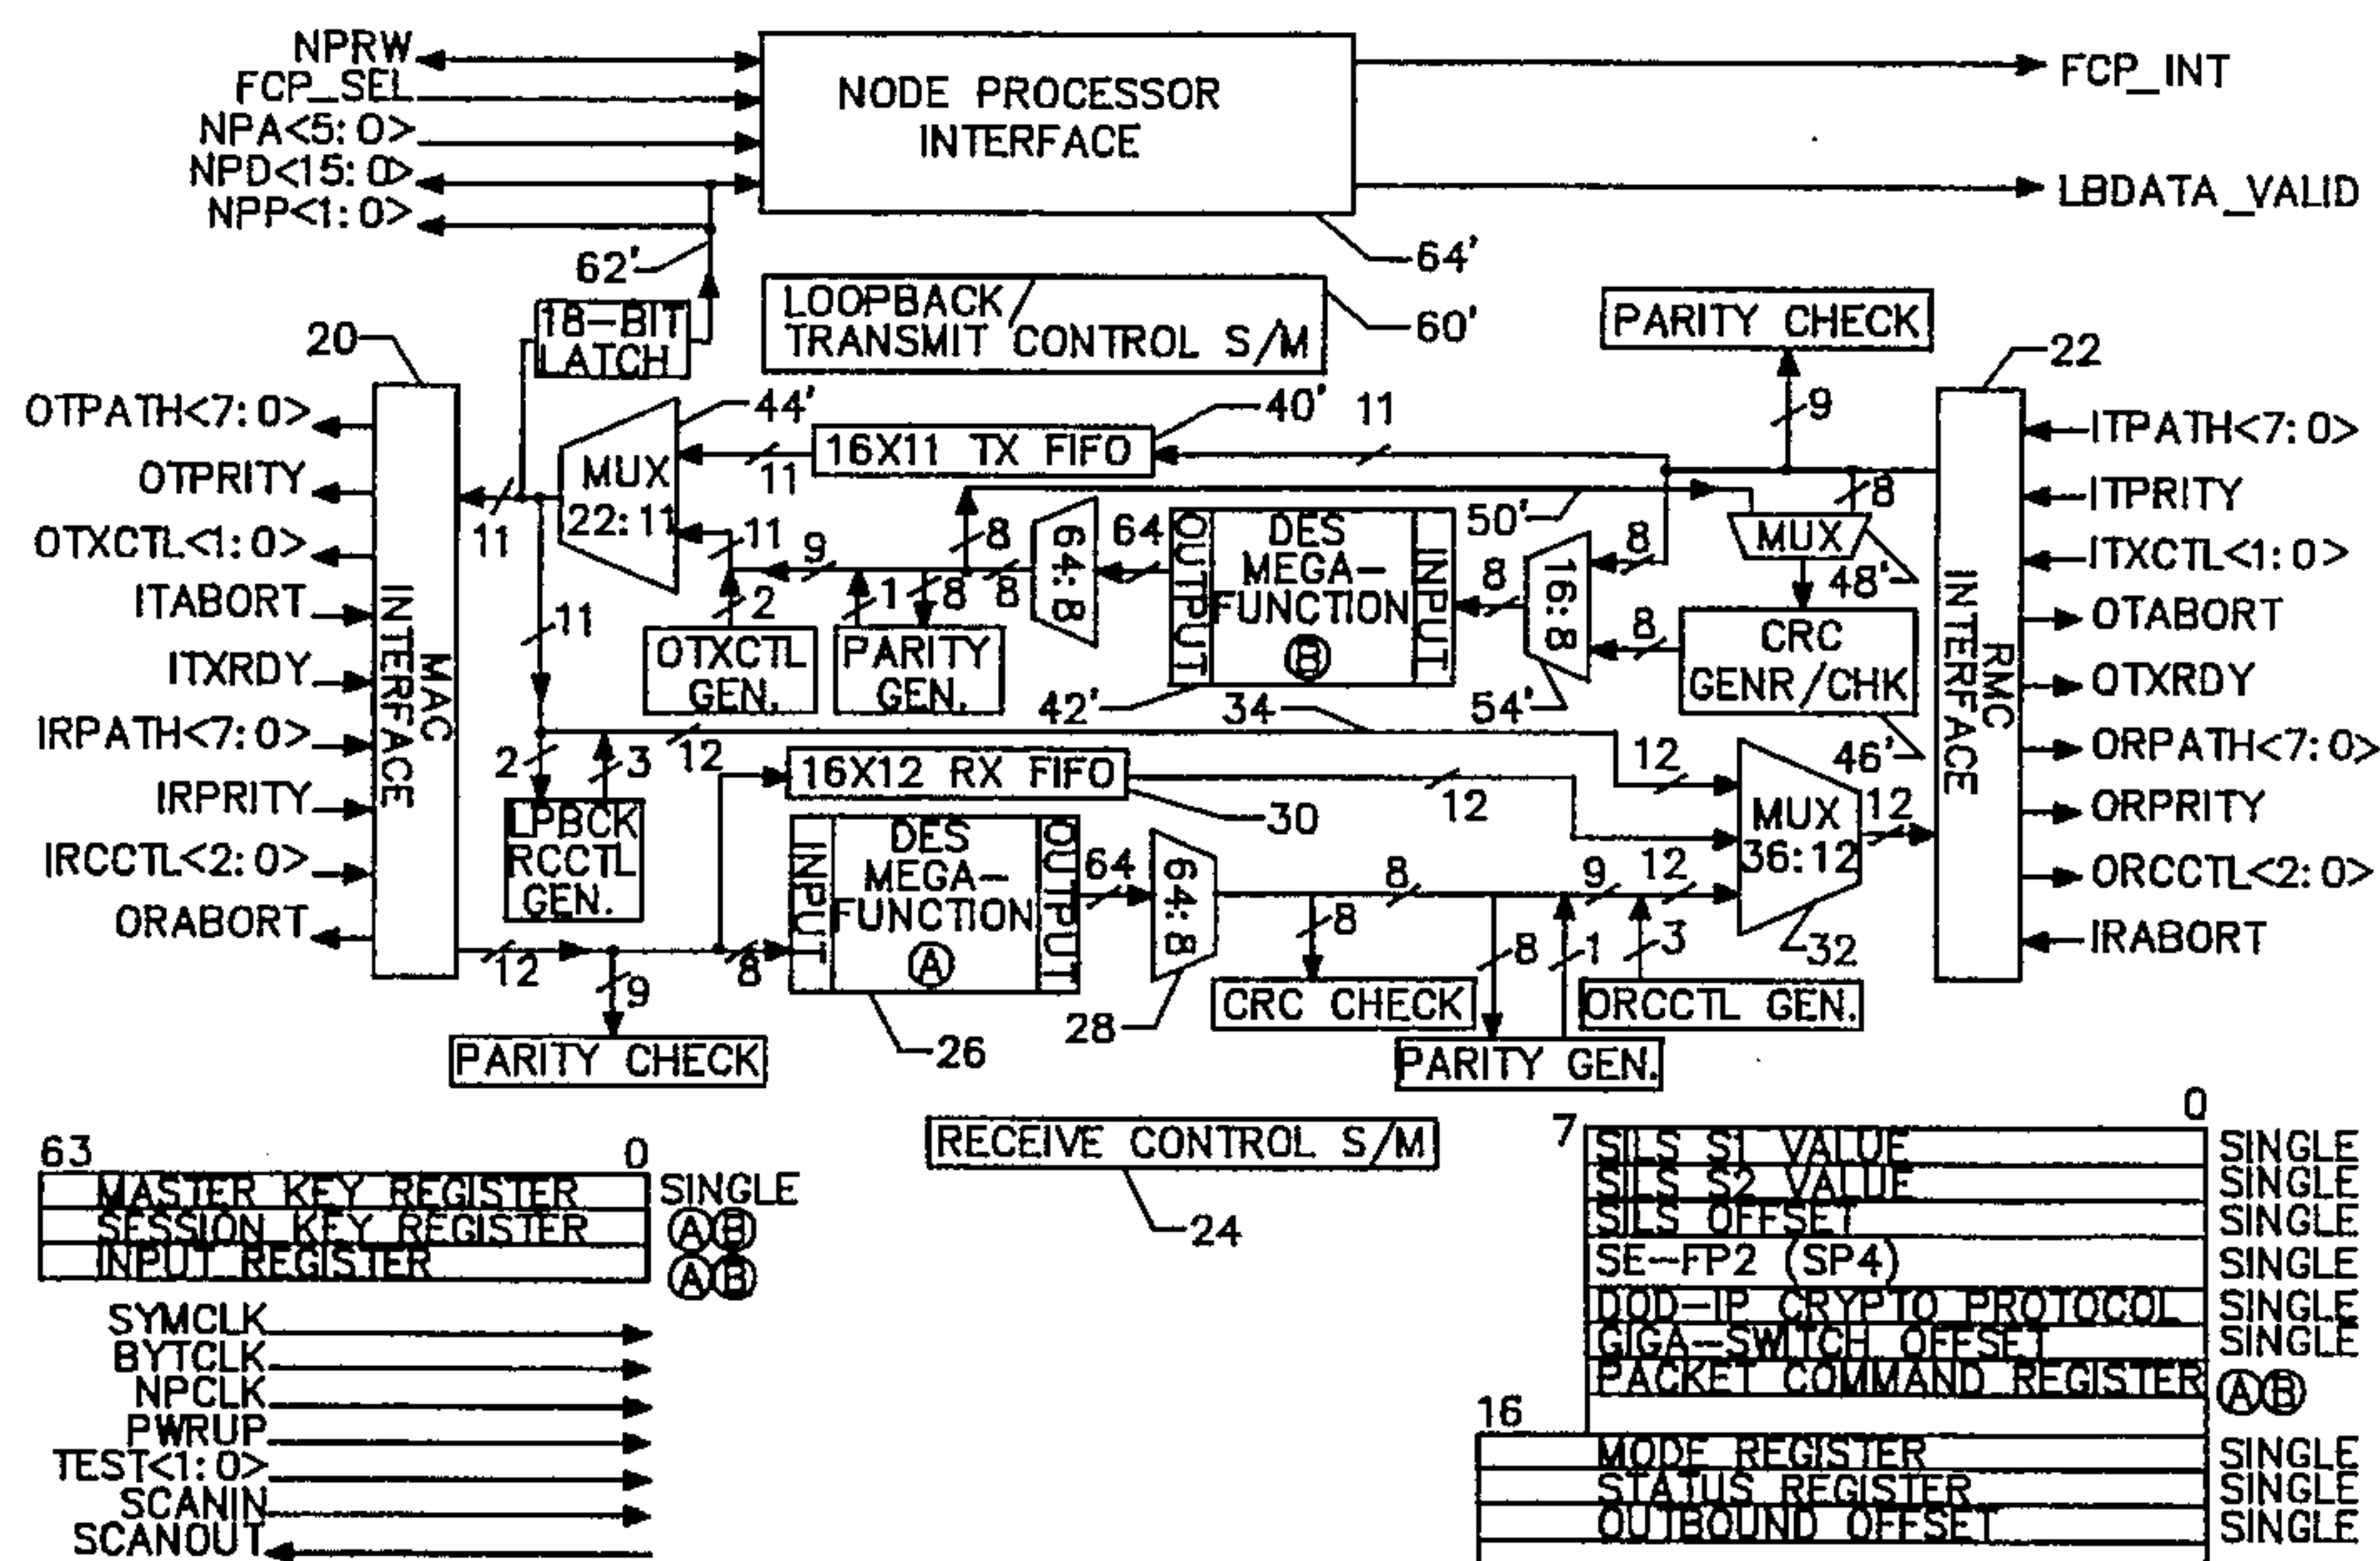 NPRW
FCP_SEL
NPA<5:0>
NPD<15:0>
NPP<1:0>
NODE PROCESSOR
INTERFACE
FCP_INT
LBDATA_VALID
64'
62'
18-BIT
LATCH
LOOPBACK/
TRANSMIT CONTROL S/M
60'
PARITY CHECK
20
22
OTPATH<7:0>
OTPRITY
OTXCTL<1:0>
ITABORT
ITXRDY
IRPATH<7:0>
IRPRITY
IRCCTL<2:0>
ORABORT
MAC
INTERFACE
11
MUX
22:11
44'
11
16X11 TX FIFO
40'
11
9
8
50'
MUX
48'
11
9
8
8
64:8
64
OUTPUT
DES
MEGA-
FUNCTION
B
INPUT
8
16:8
8
8
2
1
8
OTXCTL
GEN.
PARITY
GEN.
42'
54'
CRC
GENR/CHK
46'
RMC
INTERFACE
ITPATH<7:0>
ITPRITY
ITXCTL<1:0>
OTABORT
OTXRDY
ORPATH<7:0>
ORPRITY
ORCCTL<2:0>
IRABORT
11
34
2
3
12
12
LPBCK
RCCTL
GEN.
16X12 RX FIFO
30
12
MUX
36:12
12
32
12
9
8
INPUT
DES
MEGA-
FUNCTION
A
OUTPUT
64
64:8
8
9
12
8
8
1
3
26
28
CRC CHECK
ORCCTL GEN.
PARITY CHECK
PARITY GEN.
RECEIVE CONTROL S/M
24
63
0
MASTER KEY REGISTER SINGLE
SESSION KEY REGISTER A B
INPUT REGISTER A B
SYMCLK
BYTCLK
NPCLK
PWRUP
TEST<1:0>
SCANIN
SCANOUT
7
0
SILS S1 VALUE SINGLE
SILS S2 VALUE SINGLE
SILS OFFSET SINGLE
SE-FP2 (SP4) SINGLE
DOD-IP CRYPTO PROTOCOL SINGLE
GIGA-SWITCH OFFSET SINGLE
PACKET COMMAND REGISTER A B
16
MODE REGISTER SINGLE
STATUS REGISTER SINGLE
OUTBOUND OFFSET SINGLE